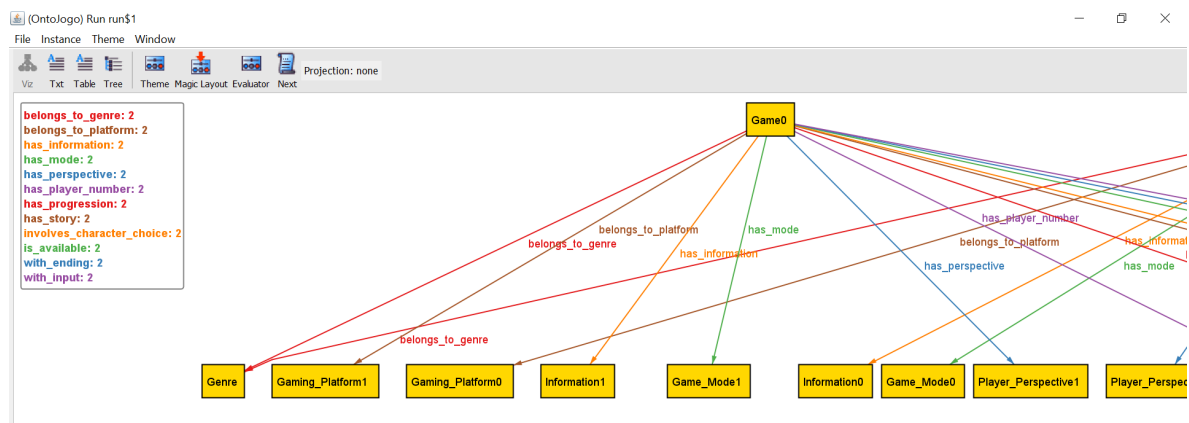 (OntoJogo) Run run$1
File Instance Theme Window
Viz Txt Table Tree Theme Magic Layout Evaluator Next Projection: none
belongs_to_genre: 2
belongs_to_platform: 2
has_information: 2
has_mode: 2
has_perspective: 2
has_player_number: 2
has_progression: 2
has_story: 2
involves_character_choice: 2
is_available: 2
with_ending: 2
with_input: 2
Game0
has_player_number
belongs_to_platform has_mode
belongs_to_genre belongs_to_platform has_informati
has_information
has_perspective has_mode
belongs_to_genre
Genre Gaming_Platform1 Gaming_Platform0 Information1 Game_Mode1 Information0 Game_Mode0 Player_Perspective1 Player_Perspec